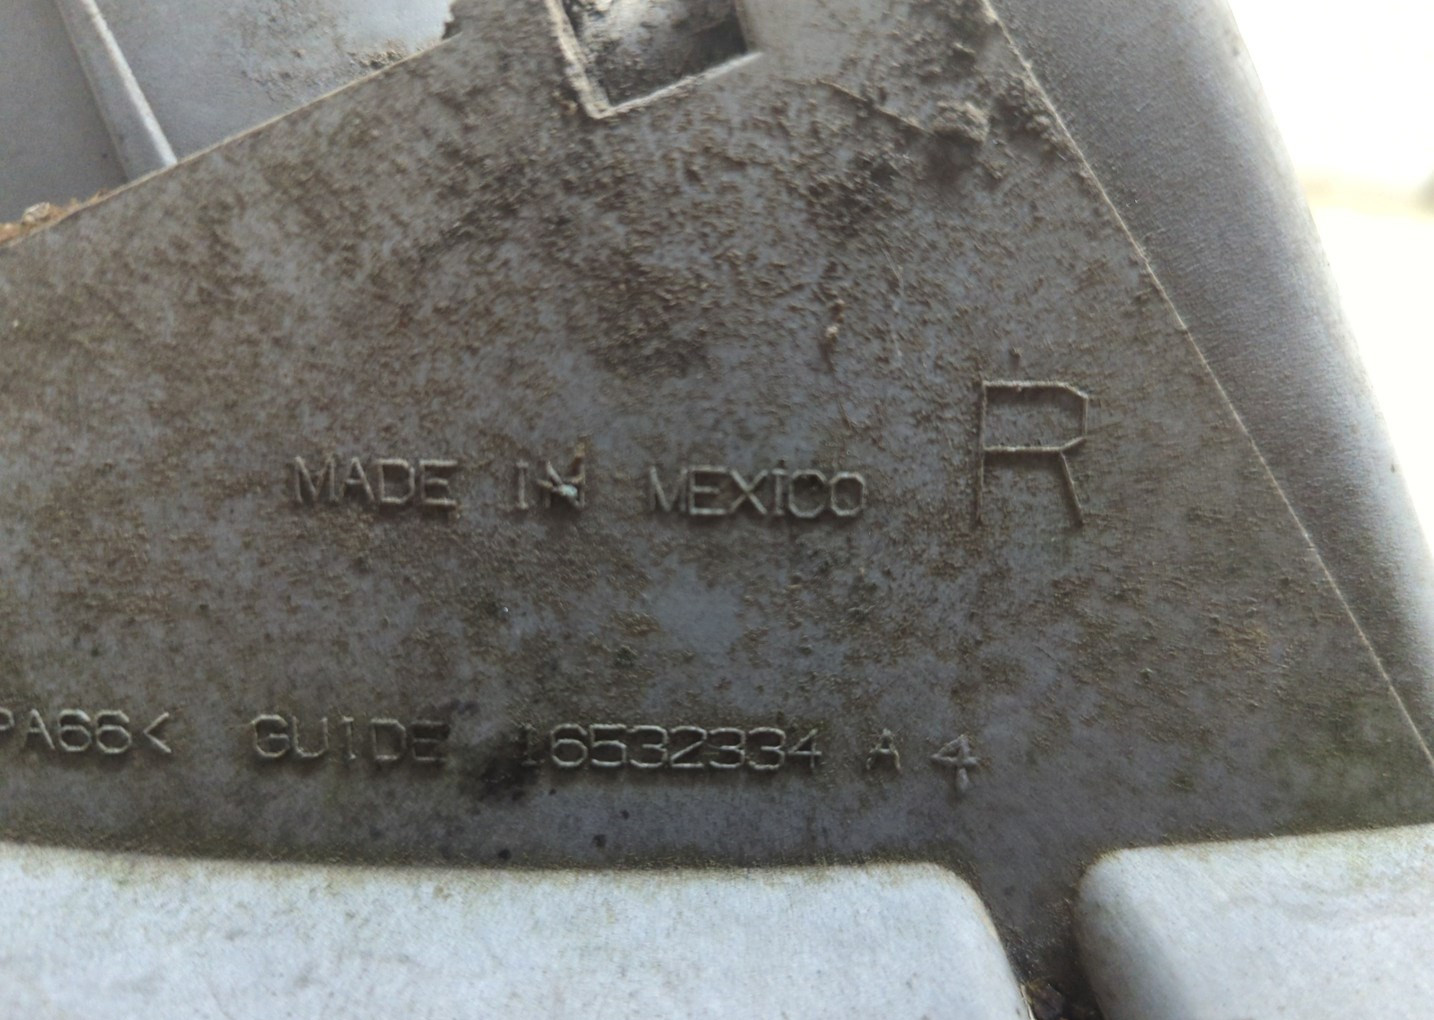 MADE IN MEXICO
R
PA66< GUIDE 16532334 A 4